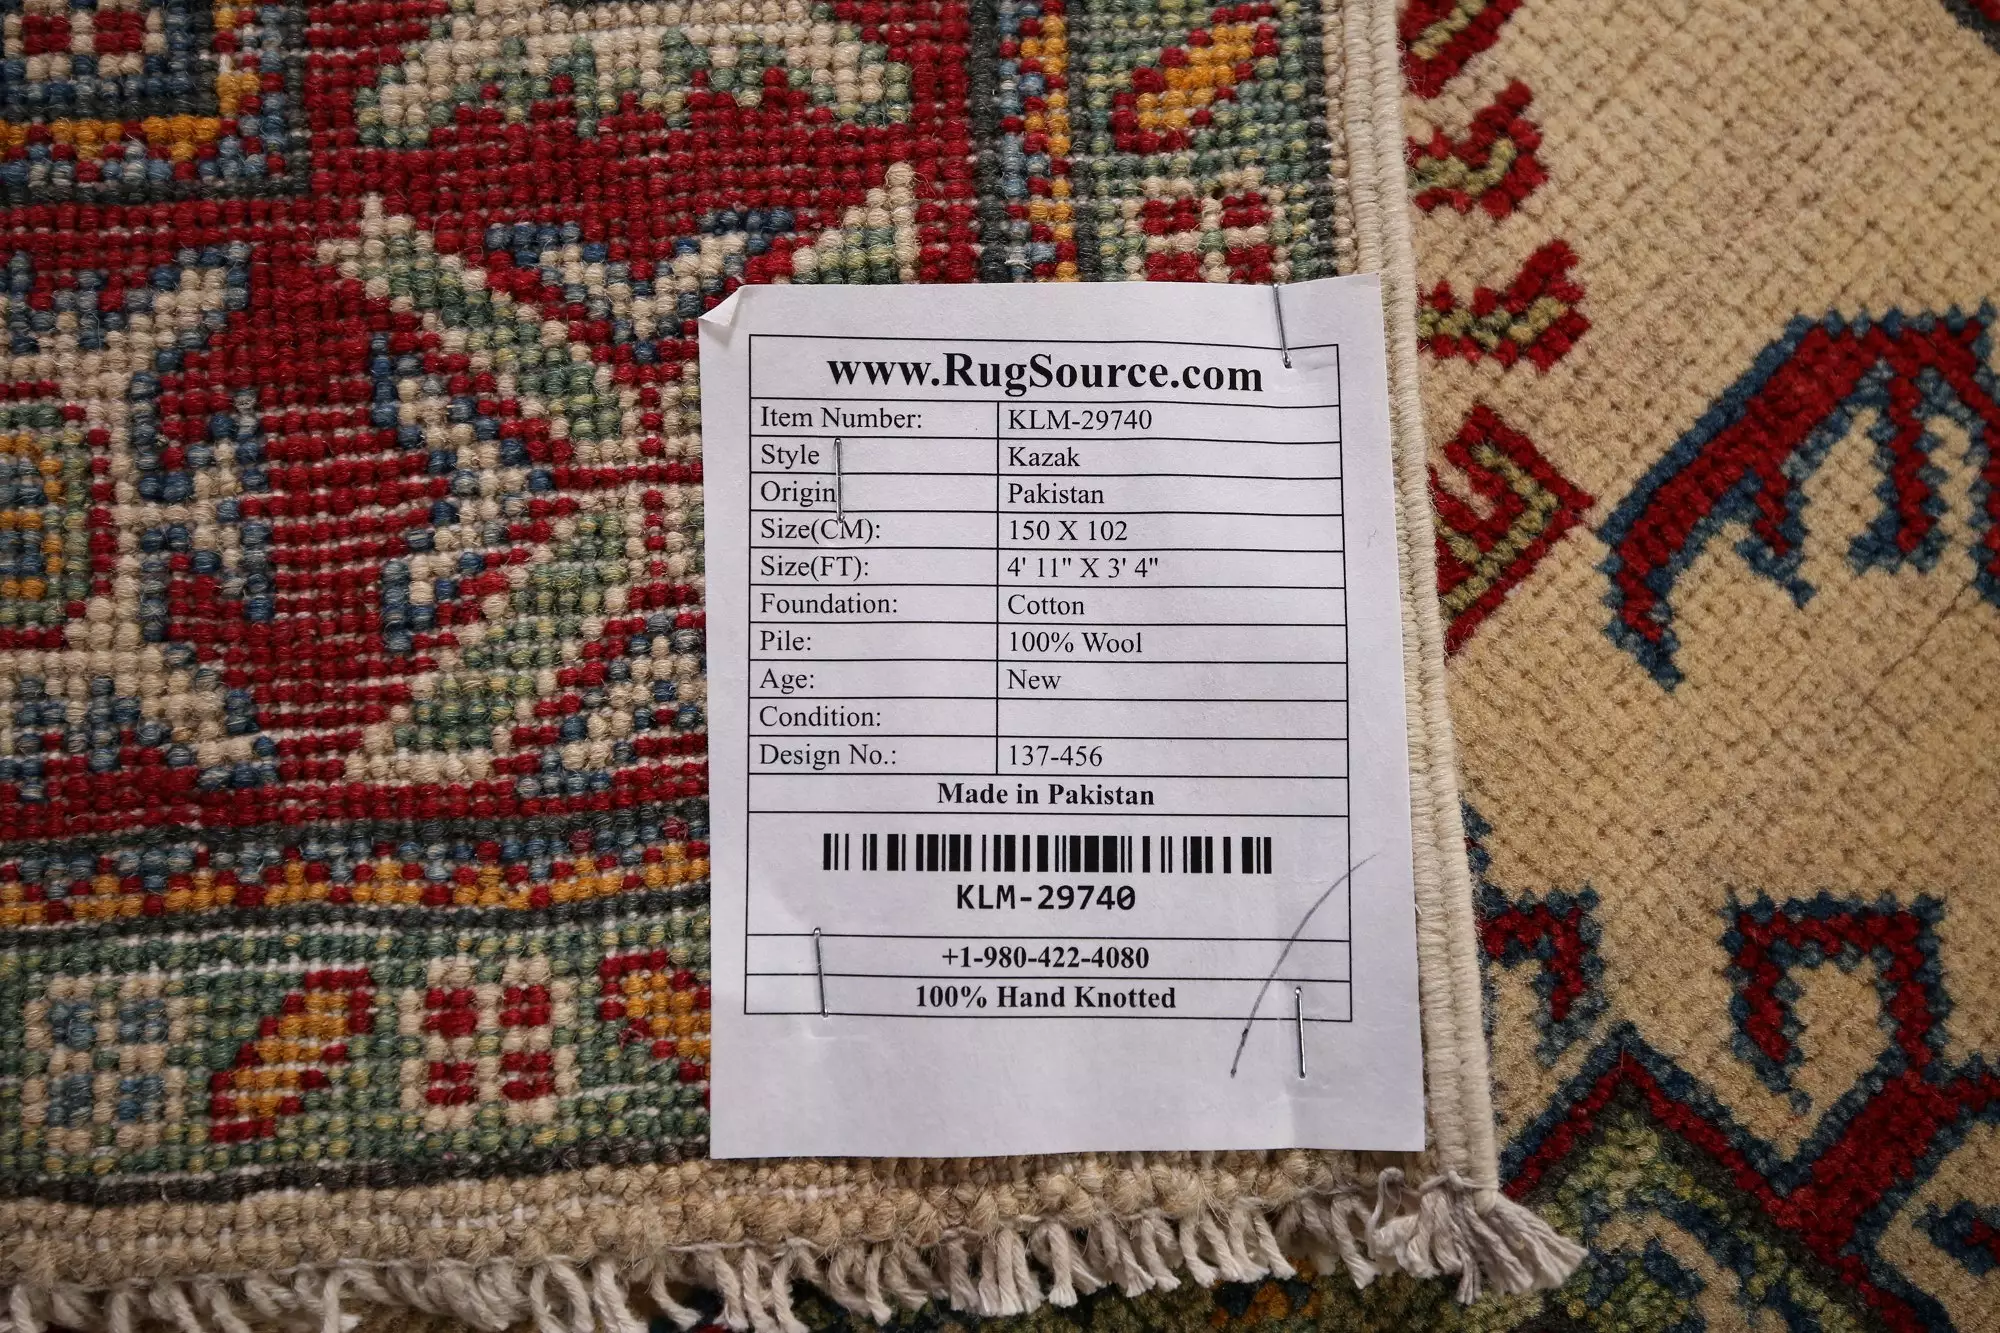 www.RugSource.com
Item Number: KLM-29740
Style Kazak
Origin Pakistan
Size(CM): 150 X 102
Size(FT): 4' 11" X 3' 4"
Foundation: Cotton
Pile: 100% Wool
Age: New
Condition:
Design No.: 137-456
Made in Pakistan
KLM-29740
+1-980-422-4080
100% Hand Knotted